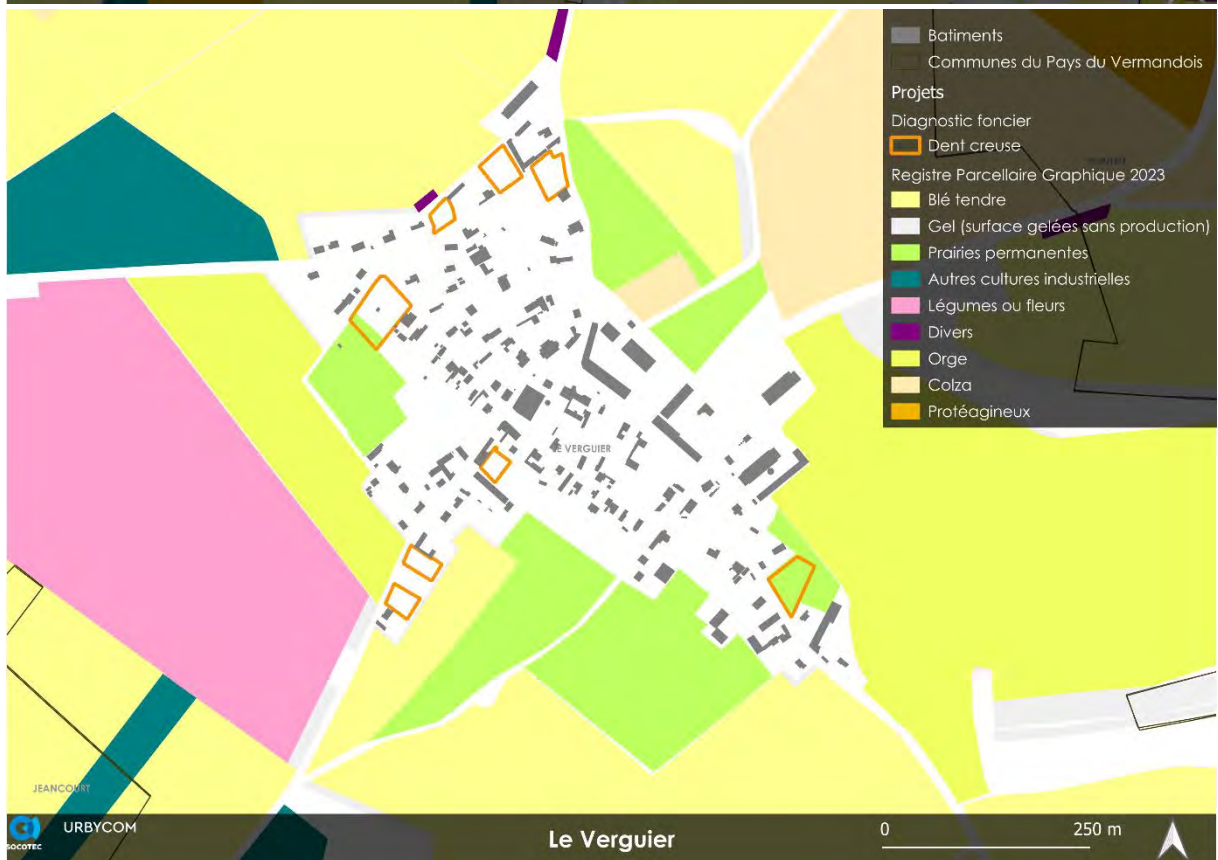 Batiments
Communes du Pays du Vermandois
Projets
Diagnostic foncier
Dent creuse
Registre Parcellaire Graphique 2023
Blé tendre
Gel (surface gelées sans production)
Prairies permanentes
Autres cultures industrielles
Légumes ou fleurs
Divers
Orge
Colza
Protéagineux
LE VERGUIER
JEANCOURT
SOCOTEC
URBYCOM
Le Verguier
0
250 m